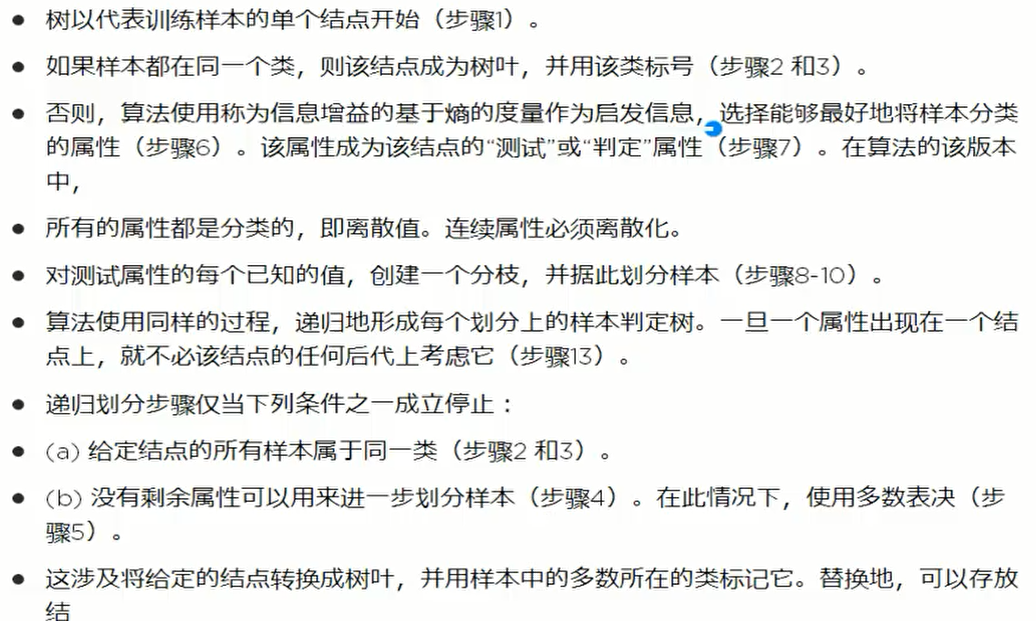 ● 树以代表训练样本的单个结点开始（步骤1）。
● 如果样本都在同一个类，则该结点成为树叶，并用该类标号（步骤2 和3）。
● 否则，算法使用称为信息增益的基于熵的度量作为启发信息，选择能够最好地将样本分类
的属性（步骤6）。该属性成为该结点的“测试”或“判定”属性（步骤7）。在算法的该版本
中，
● 所有的属性都是分类的，即离散值。连续属性必须离散化。
● 对测试属性的每个已知的值，创建一个分枝，并据此划分样本（步骤8-10）。
● 算法使用同样的过程，递归地形成每个划分上的样本判定树。一旦一个属性出现在一个结
点上，就不必该结点的任何后代上考虑它（步骤13）。
● 递归划分步骤仅当下列条件之一成立停止：
● (a) 给定结点的所有样本属于同一类（步骤2 和3）。
● (b) 没有剩余属性可以用来进一步划分样本（步骤4）。在此情况下，使用多数表决（步
骤5）。
● 这涉及将给定的结点转换成树叶，并用样本中的多数所在的类标记它。替换地，可以存放
结